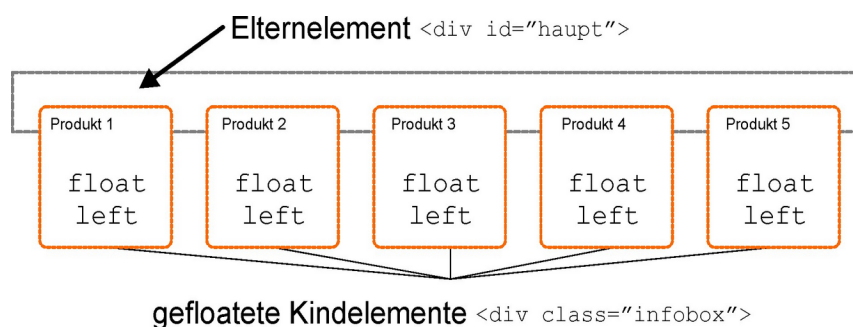 Elternelement <div id=”haupt”>
Produkt 1 Produkt 2 Produkt 3 Produkt 4 Produkt 5
float float float float float
left left left left left
gefloatete Kindelemente <div class=”infobox”>